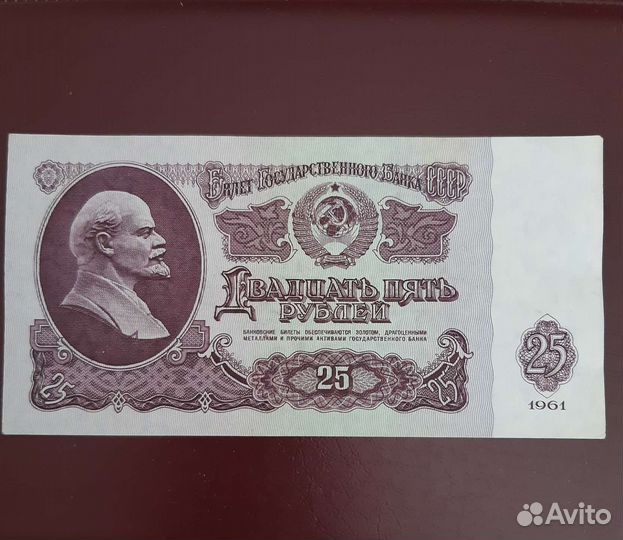 Билет Государственного Банка СССР
Двадцать пять
рублей
БАНКОВСКИЕ БИЛЕТЫ ОБЕСПЕЧИВАЮТСЯ ЗОЛОТОМ, ДРАГОЦЕННЫМИ
МЕТАЛЛАМИ И ПРОЧИМИ АКТИВАМИ ГОСУДАРСТВЕННОГО БАНКА
25
25
25
25
1961
Avito